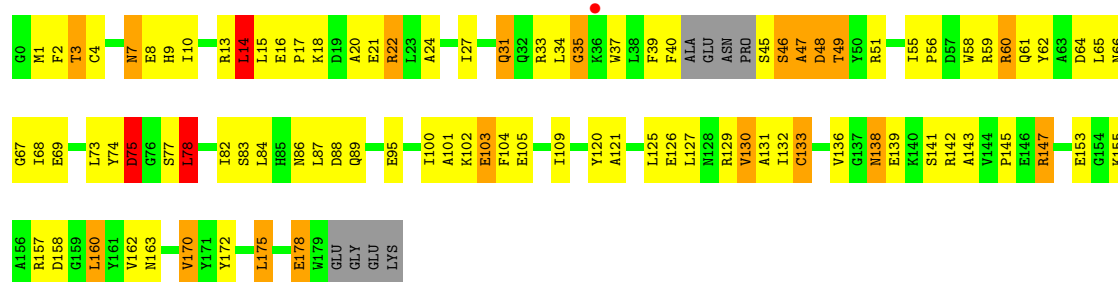 G0 M1 F2 T3 C4 N7 E8 H9 I10 R13 L14 L15 E16 P17 K18 D19 A20 E21 R22 L23 A24 I27 Q31 Q32 R33 L34 G35 K36 W37 L38 F39 F40 ALA GLU ASN PRO S45 S46 A47 D48 T49 Y50 R51 I55 P56 D57 W58 R59 R60 Q61 Y62 A63 D64 L65 N66
G67 I68 E69 L73 Y74 D75 G76 S77 L78 I82 S83 L84 H85 N86 L87 D88 Q89 E95 I100 A101 K102 E103 F104 E105 I109 Y120 A121 L125 E126 L127 N128 R129 V130 A131 I132 C133 V136 G137 N138 E139 K140 S141 R142 A143 V144 P145 E146 R147 E153 G154 K155
A156 R157 D158 G159 L160 Y161 V162 N163 V170 Y171 Y172 L175 E178 W179 GLU GLY GLU LYS